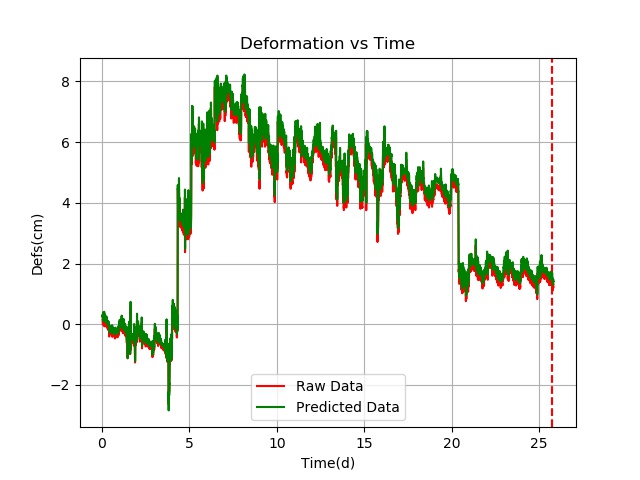 Deformation vs Time
8
6
4
2
0
−2
Defs(cm)
0 5 10 15 20 25
Time(d)
Raw Data
Predicted Data